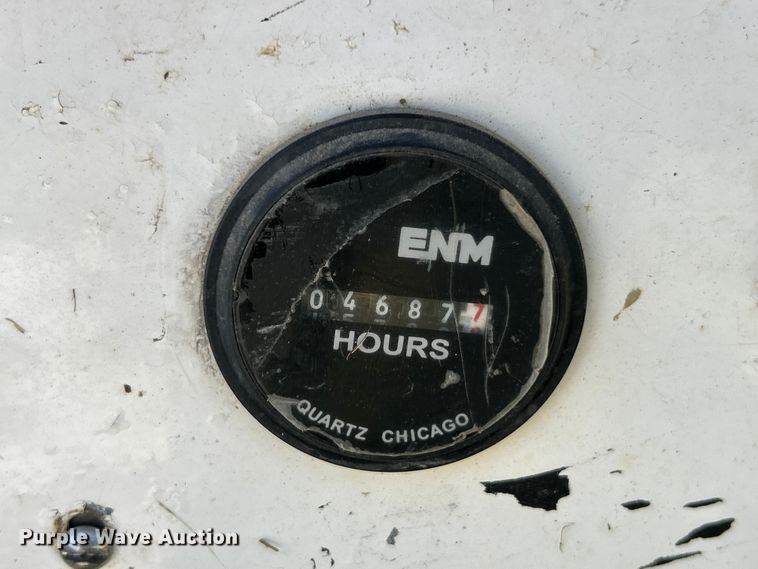 ENM
046877
HOURS
QUARTZ CHICAGO
Purple Wave Auction